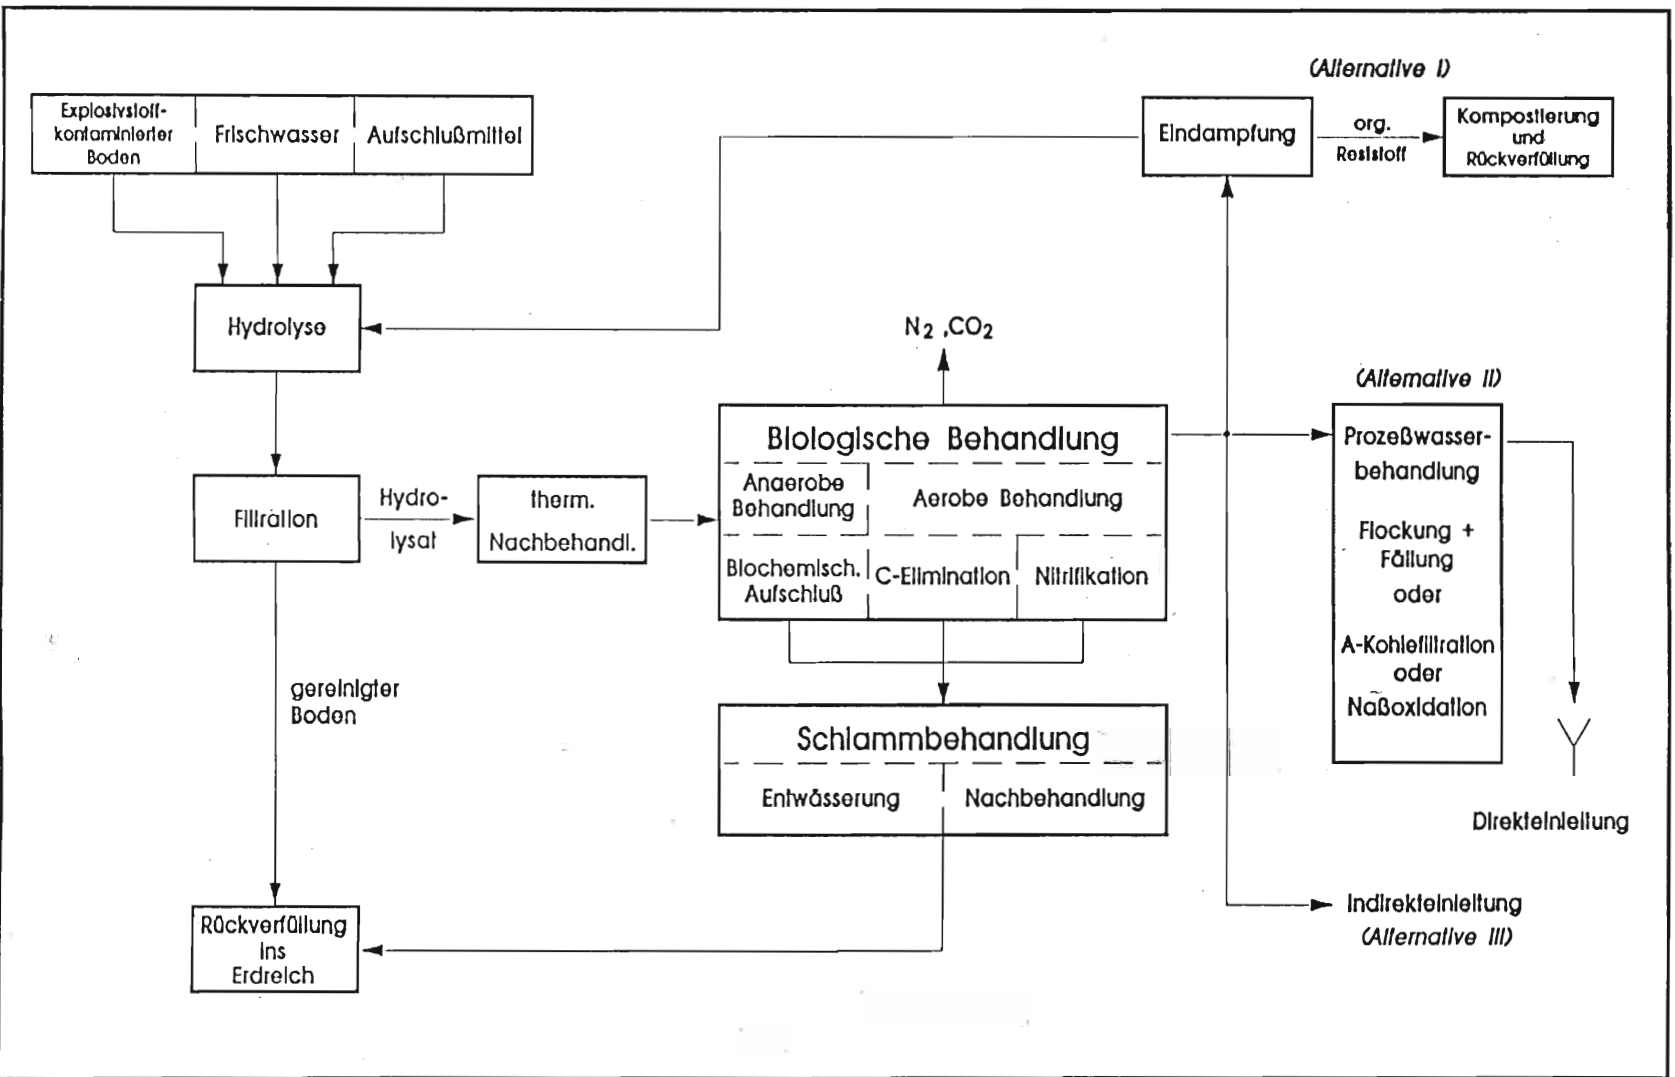 Explosivstoff-
kontaminierter
Boden
Frischwasser
Aufschlußmittel
Hydrolyse
Filtration
Hydro-
lysat
therm.
Nachbehandl.
gereinigter
Boden
Rückverfüllung
ins
Erdreich
N2 ,CO2
Biologische Behandlung
Anaerobe
Behandlung
Aerobe Behandlung
Biochemisch.
Aufschluß
C-Elimination
Nitrifikation
Schlammbehandlung
Entwässerung
Nachbehandlung
(Alternative I)
Eindampfung
org.
Reststoff
Kompostierung
und
Rückverfüllung
(Alternative II)
Prozeßwasser-
behandlung
Flockung +
Fällung
oder
A-Kohlefiltration
oder
Naßoxidation
Direkteinleitung
Indirekteinleitung
(Alternative III)